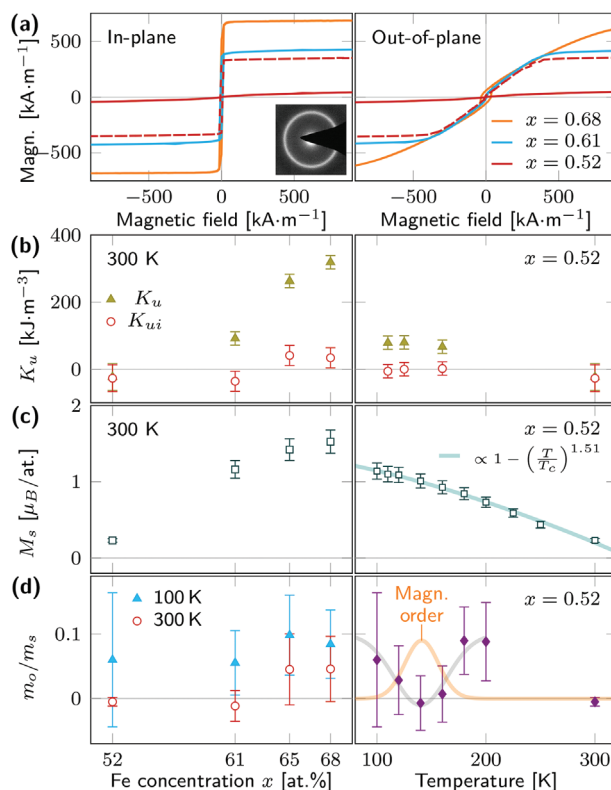 (a)
In-plane
Out-of-plane
Magn. [kA·m⁻¹]
500
0
−500
x = 0.68
x = 0.61
x = 0.52
−500 0 500
−500 0 500
Magnetic field [kA·m⁻¹]
Magnetic field [kA·m⁻¹]
(b)
400
200
0
K_u [kJ·m⁻³]
300 K
K_u
K_ui
x = 0.52
(c)
2
1
0
M_s [μ_B/at.]
300 K
x = 0.52
∝ 1 − (T/T_c)^1.51
(d)
0.1
0
m_o/m_s
100 K
300 K
Magn.
order
x = 0.52
52 61 65 68
100 200 300
Fe concentration x [at.%]
Temperature [K]